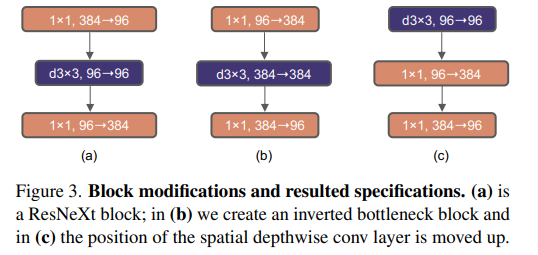 1×1, 384→96
1×1, 96→384
d3×3, 96→96
d3×3, 96→96
d3×3, 384→384
1×1, 96→384
1×1, 96→384
1×1, 384→96
1×1, 384→96
(a)
(b)
(c)
Figure 3. Block modifications and resulted specifications. (a) is
a ResNeXt block; in (b) we create an inverted bottleneck block and
in (c) the position of the spatial depthwise conv layer is moved up.